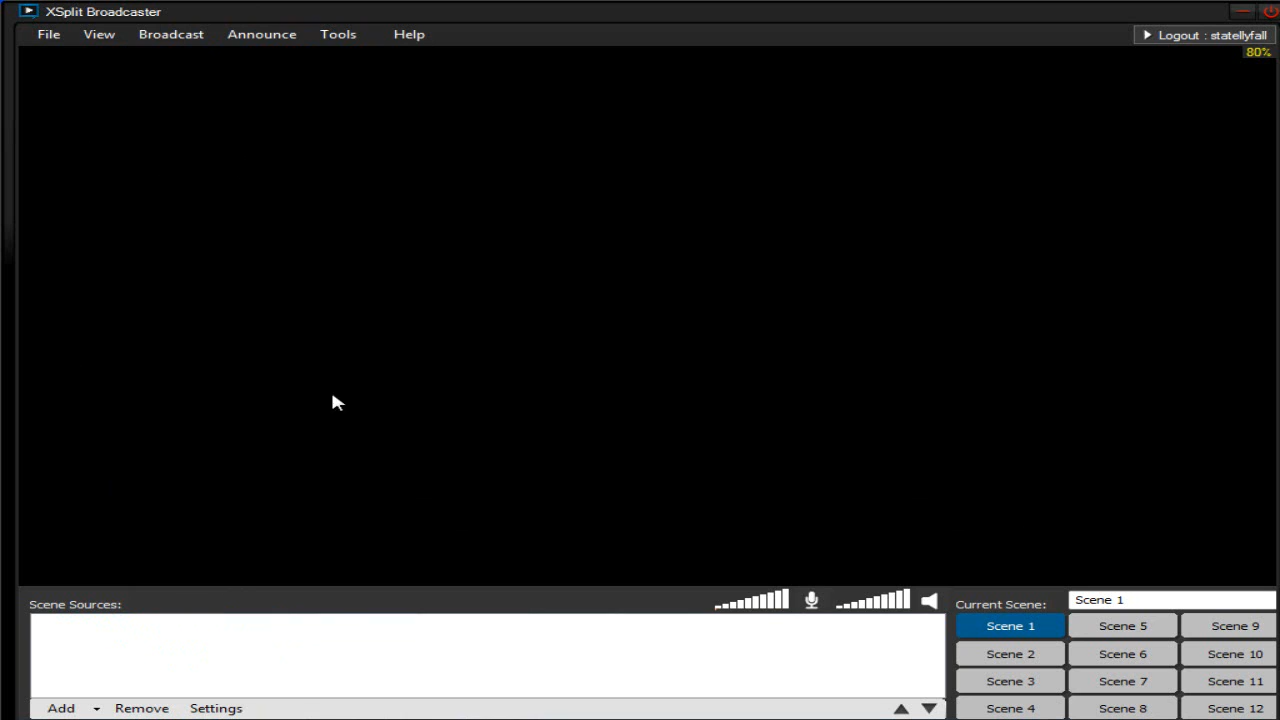 XSplit Broadcaster
File View Broadcast Announce Tools Help Logout : statellyfall
80%
Scene Sources: Current Scene: Scene 1
Scene 1 Scene 5 Scene 9
Scene 2 Scene 6 Scene 10
Scene 3 Scene 7 Scene 11
Add Remove Settings Scene 4 Scene 8 Scene 12